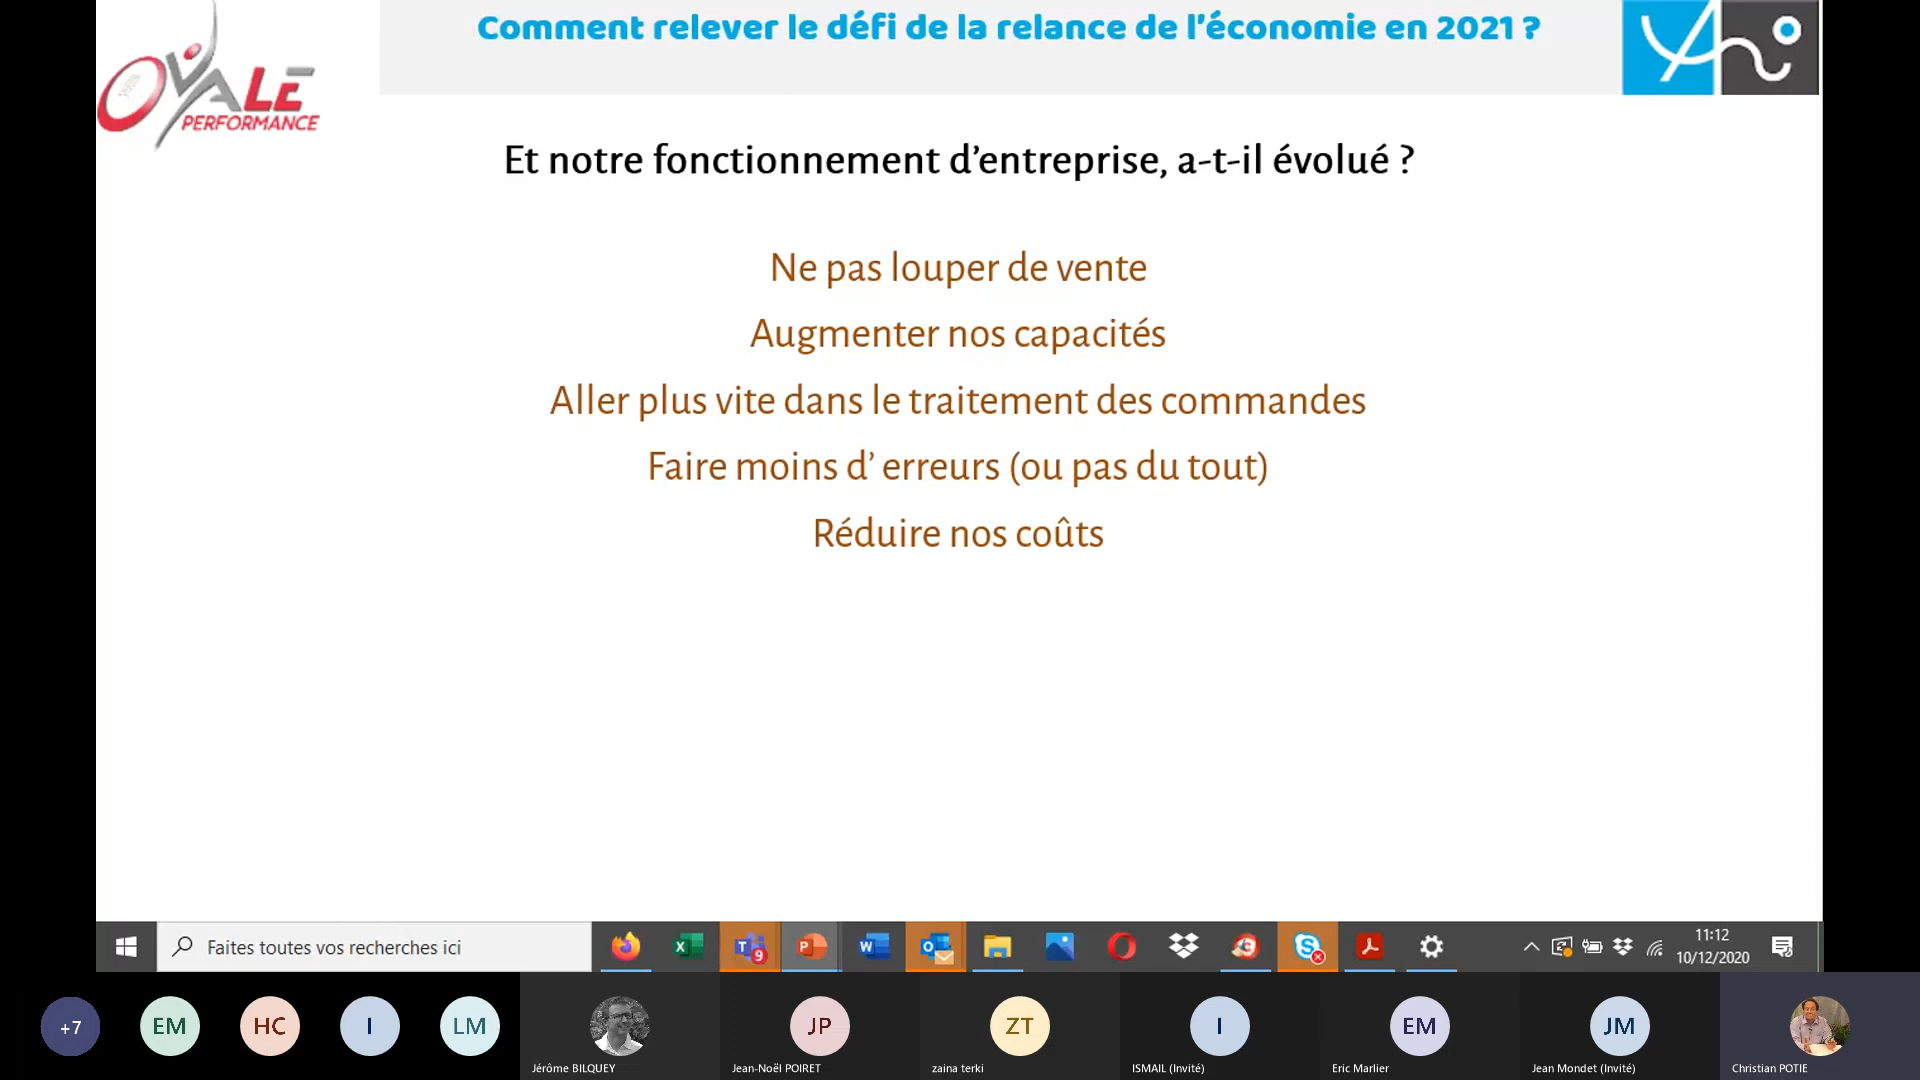 Comment relever le défi de la relance de l'économie en 2021 ?
OVALE
PERFORMANCE
Et notre fonctionnement d'entreprise, a-t-il évolué ?
Ne pas louper de vente
Augmenter nos capacités
Aller plus vite dans le traitement des commandes
Faire moins d' erreurs (ou pas du tout)
Réduire nos coûts
Faites toutes vos recherches ici
9
11:12
10/12/2020
+7
EM
HC
I
LM
JP
ZT
I
EM
JM
Jérôme BILQUEY
Jean-Noël POIRET
zaina terki
ISMAIL (Invité)
Eric Marlier
Jean Mondet (Invité)
Christian POTIE